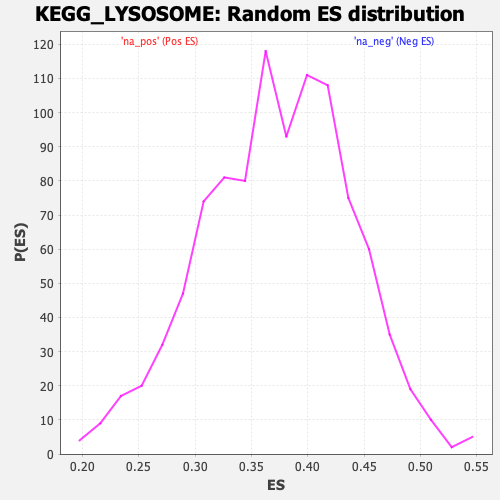 KEGG_LYSOSOME: Random ES distribution
'na_pos' (Pos ES)
'na_neg' (Neg ES)
120
110
100
90
80
70
60
50
40
30
20
10
0
P(ES)
0.20 0.25 0.30 0.35 0.40 0.45 0.50 0.55
ES